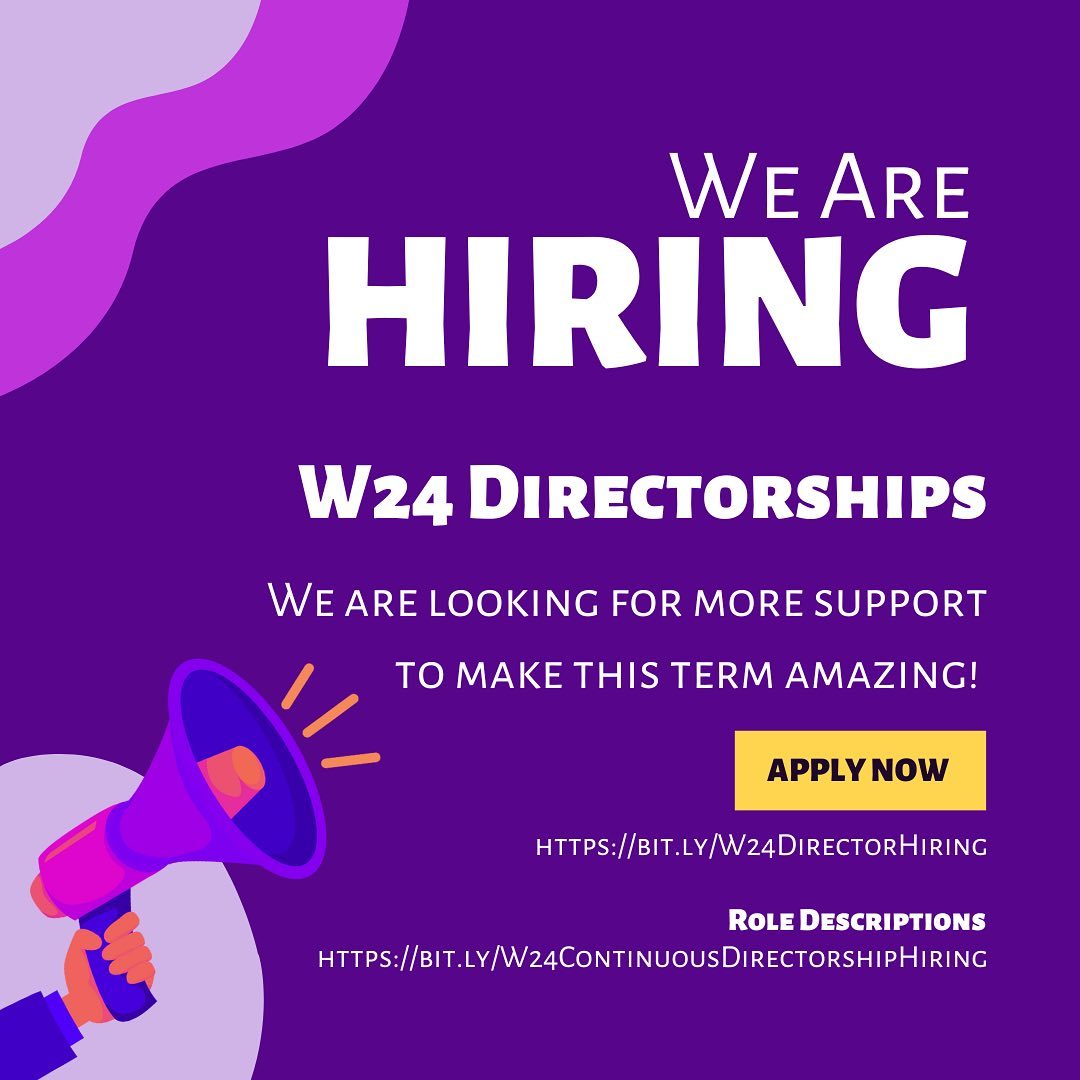 We Are
HIRING
W24 Directorships
We are looking for more support
to make this term amazing!
APPLY NOW
https://bit.ly/W24DirectorHiring
Role Descriptions
https://bit.ly/W24ContinuousDirectorshipHiring